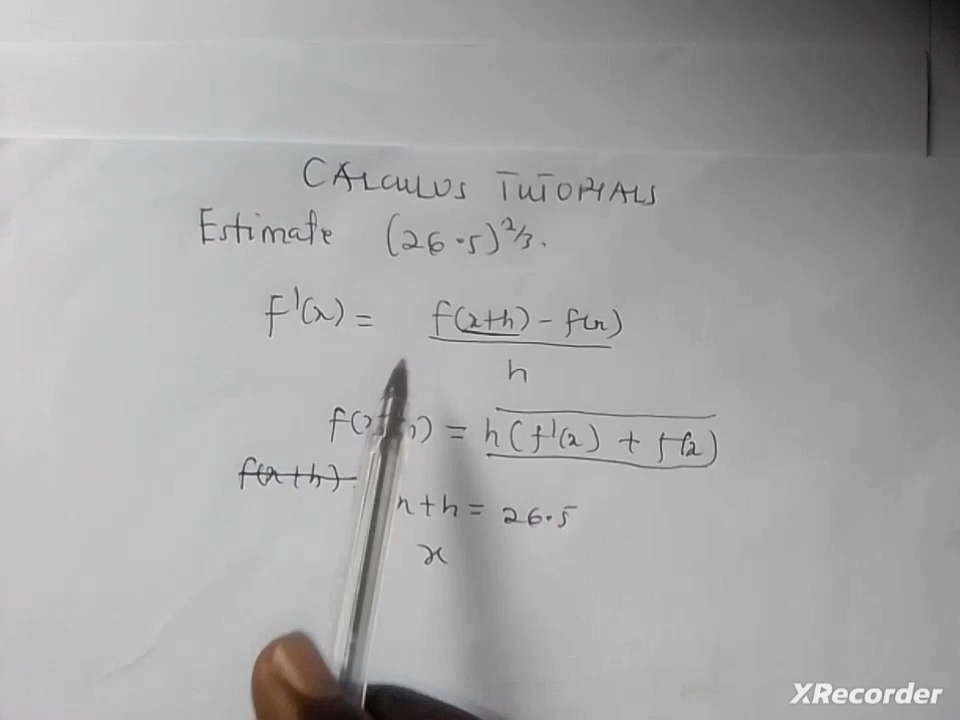 CALCULUS TUTORIALS
Estimate (26.5)^2/3.
f'(x) = f(x+h) - f(x) / h
= h(f'(x) + f(x)
f(x+h)
x+h = 26.5
x
XRecorder